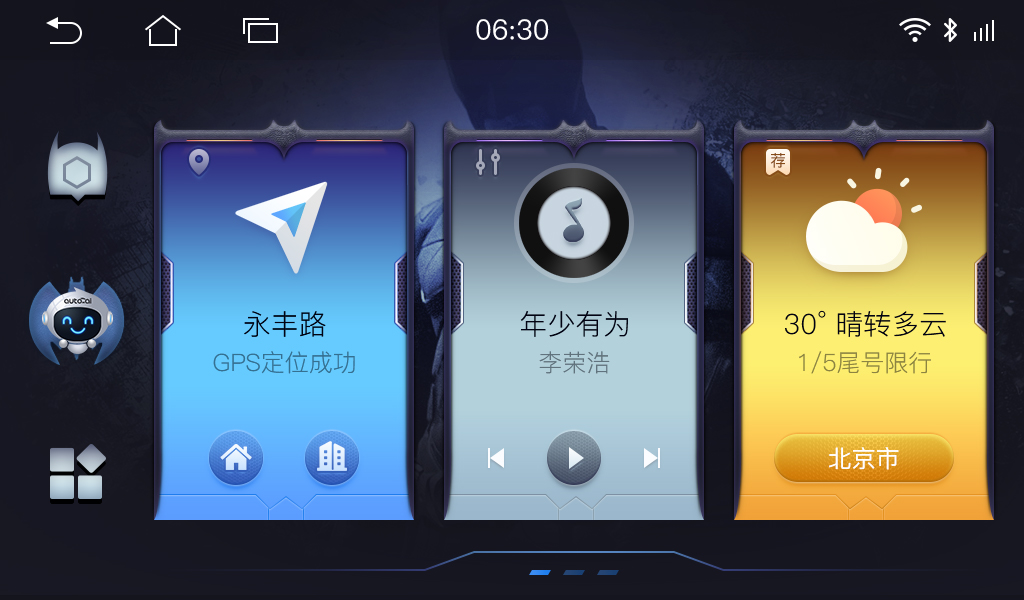 06:30
荐
autoai
永丰路
GPS定位成功
年少有为
李荣浩
30° 晴转多云
1/5尾号限行
北京市